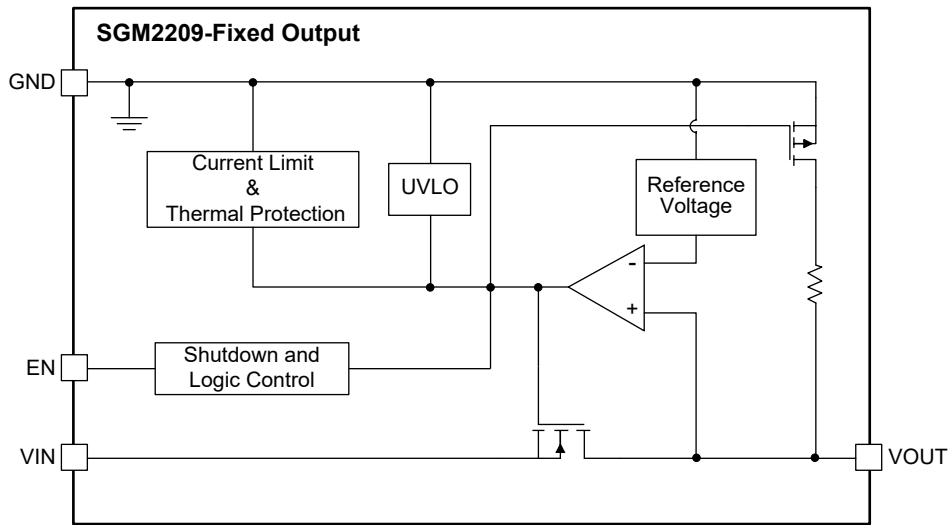 SGM2209-Fixed Output
GND
Current Limit
&
Thermal Protection
UVLO
Reference
Voltage
-
+
EN
Shutdown and
Logic Control
VIN
VOUT